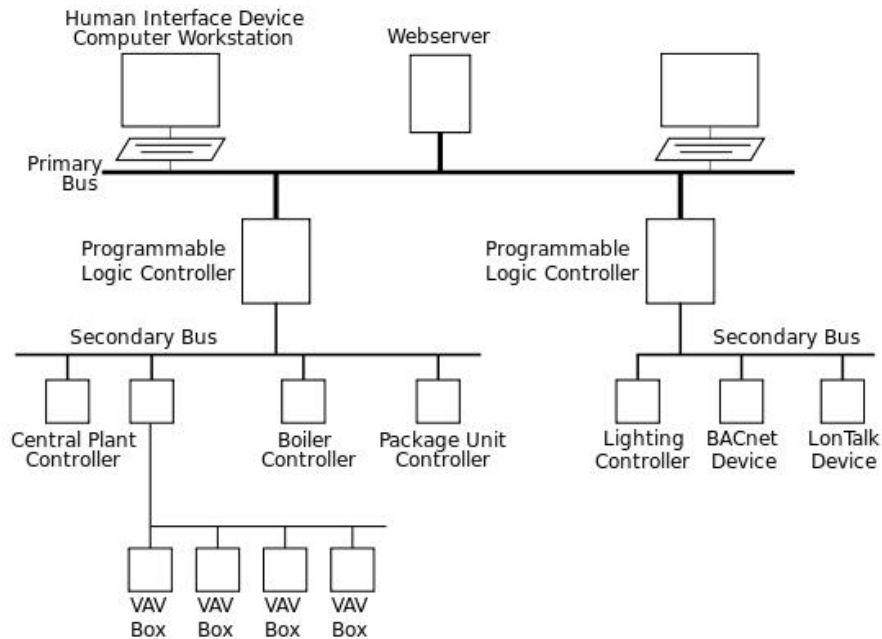 Human Interface Device
Computer Workstation
Webserver
Primary
Bus
Programmable
Logic Controller
Programmable
Logic Controller
Secondary Bus
Secondary Bus
Central Plant
Controller
Boiler
Controller
Package Unit
Controller
Lighting
Controller
BACnet
Device
LonTalk
Device
VAV
Box
VAV
Box
VAV
Box
VAV
Box